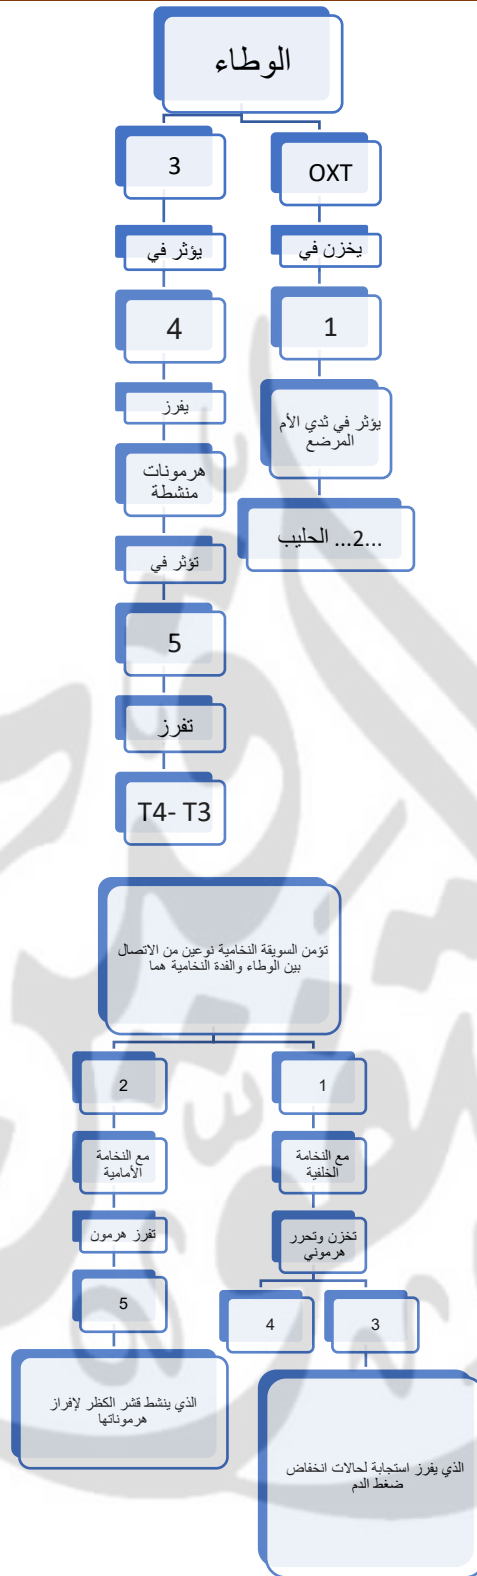 الوطاء
OXT
يخزن في
1
يؤثر في ثدي الأم
المرضع
...2... الحليب
3
يؤثر في
4
يفرز
هرمونات
منشطة
تؤثر في
5
تفرز
T4- T3
تؤمن السويقة النخامية نوعين من الاتصال
بين الوطاء والغدة النخامية هما
1
مع النخامة
الخلفية
تخزن وتحرر
هرموني
3
4
الذي يفرز استجابة لحالات انخفاض
ضغط الدم
2
مع النخامة
الأمامية
تفرز هرمون
5
الذي ينشط قشر الكظر لإفراز
هرموناتها